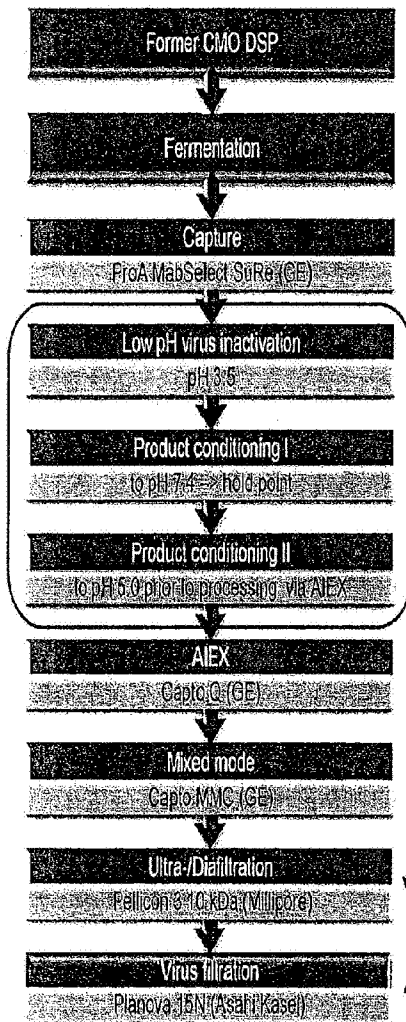 Former CMO DSP
Fermentation
Capture
ProA MabSelect SuRe (GE)
Low pH virus inactivation
pH 3.5
Product conditioning I
to pH 7.4 -> hold point
Product conditioning II
to pH 5.0 prior to processing via AIEX
AIEX
Capto Q (GE)
Mixed mode
Capto MMC (GE)
Ultra-/Diafiltration
Pellicon 3 10 kDa (Millipore)
Virus filtration
Planova 15N (Asahi Kasei)